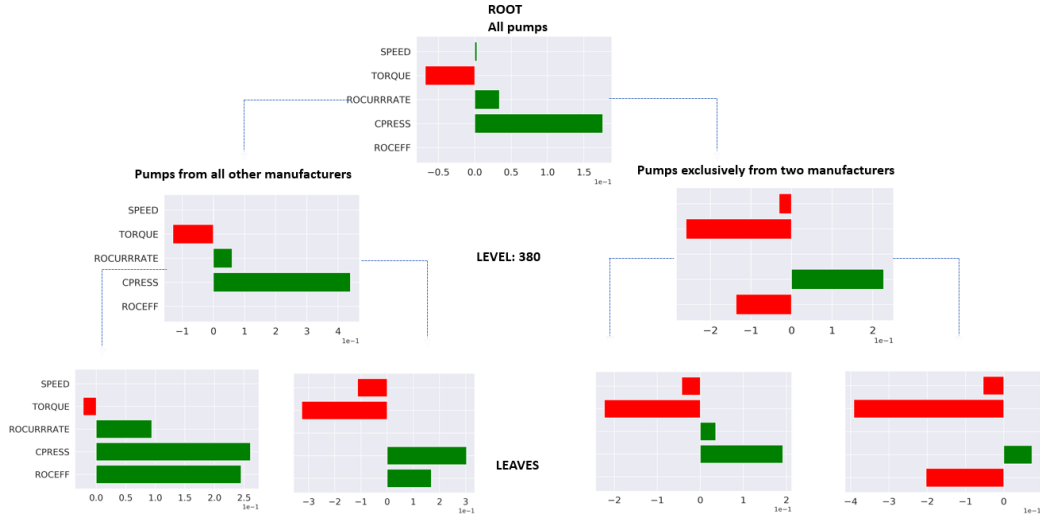 ROOT
All pumps
SPEED
TORQUE
ROCURRRATE
CPRESS
ROCEFF
−0.5 0.0 0.5 1.0 1.5
1e−1
Pumps from all other manufacturers
Pumps exclusively from two manufacturers
SPEED
TORQUE
ROCURRRATE
CPRESS
ROCEFF
−1 0 1 2 3 4
1e−1
LEVEL: 380
−2 −1 0 1 2
1e−1
SPEED
TORQUE
ROCURRRATE
CPRESS
ROCEFF
0.0 0.5 1.0 1.5 2.0 2.5
1e−1
−3 −2 −1 0 1 2 3
1e−1
LEAVES
−2 −1 0 1 2
1e−1
−4 −3 −2 −1 0
1e−1